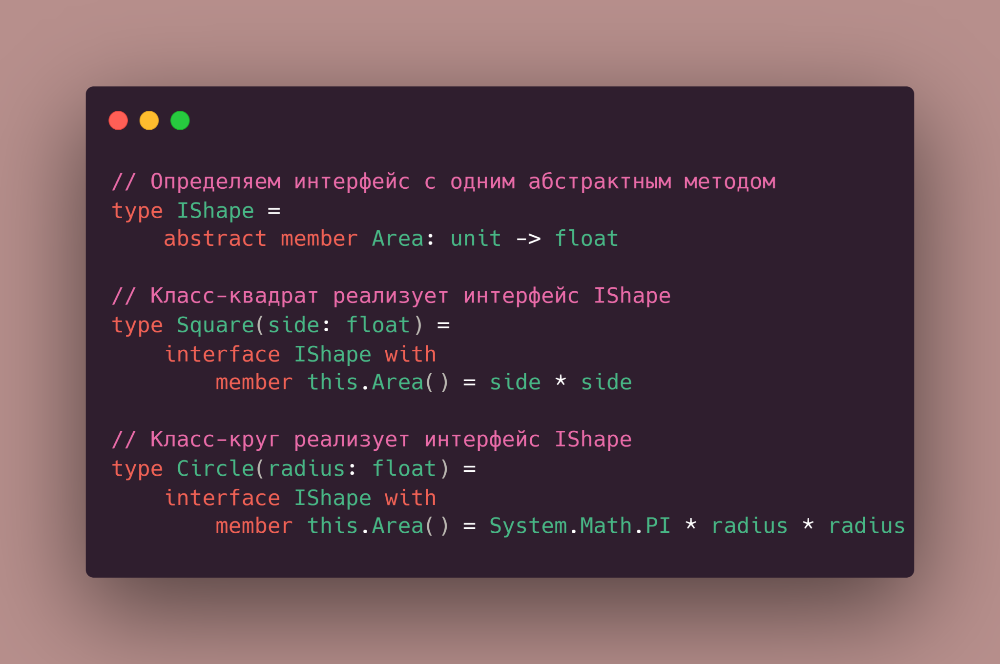 // Определяем интерфейс с одним абстрактным методом
type IShape =
    abstract member Area: unit -> float
// Класс-квадрат реализует интерфейс IShape
type Square(side: float) =
    interface IShape with
        member this.Area() = side * side
// Класс-круг реализует интерфейс IShape
type Circle(radius: float) =
    interface IShape with
        member this.Area() = System.Math.PI * radius * radius